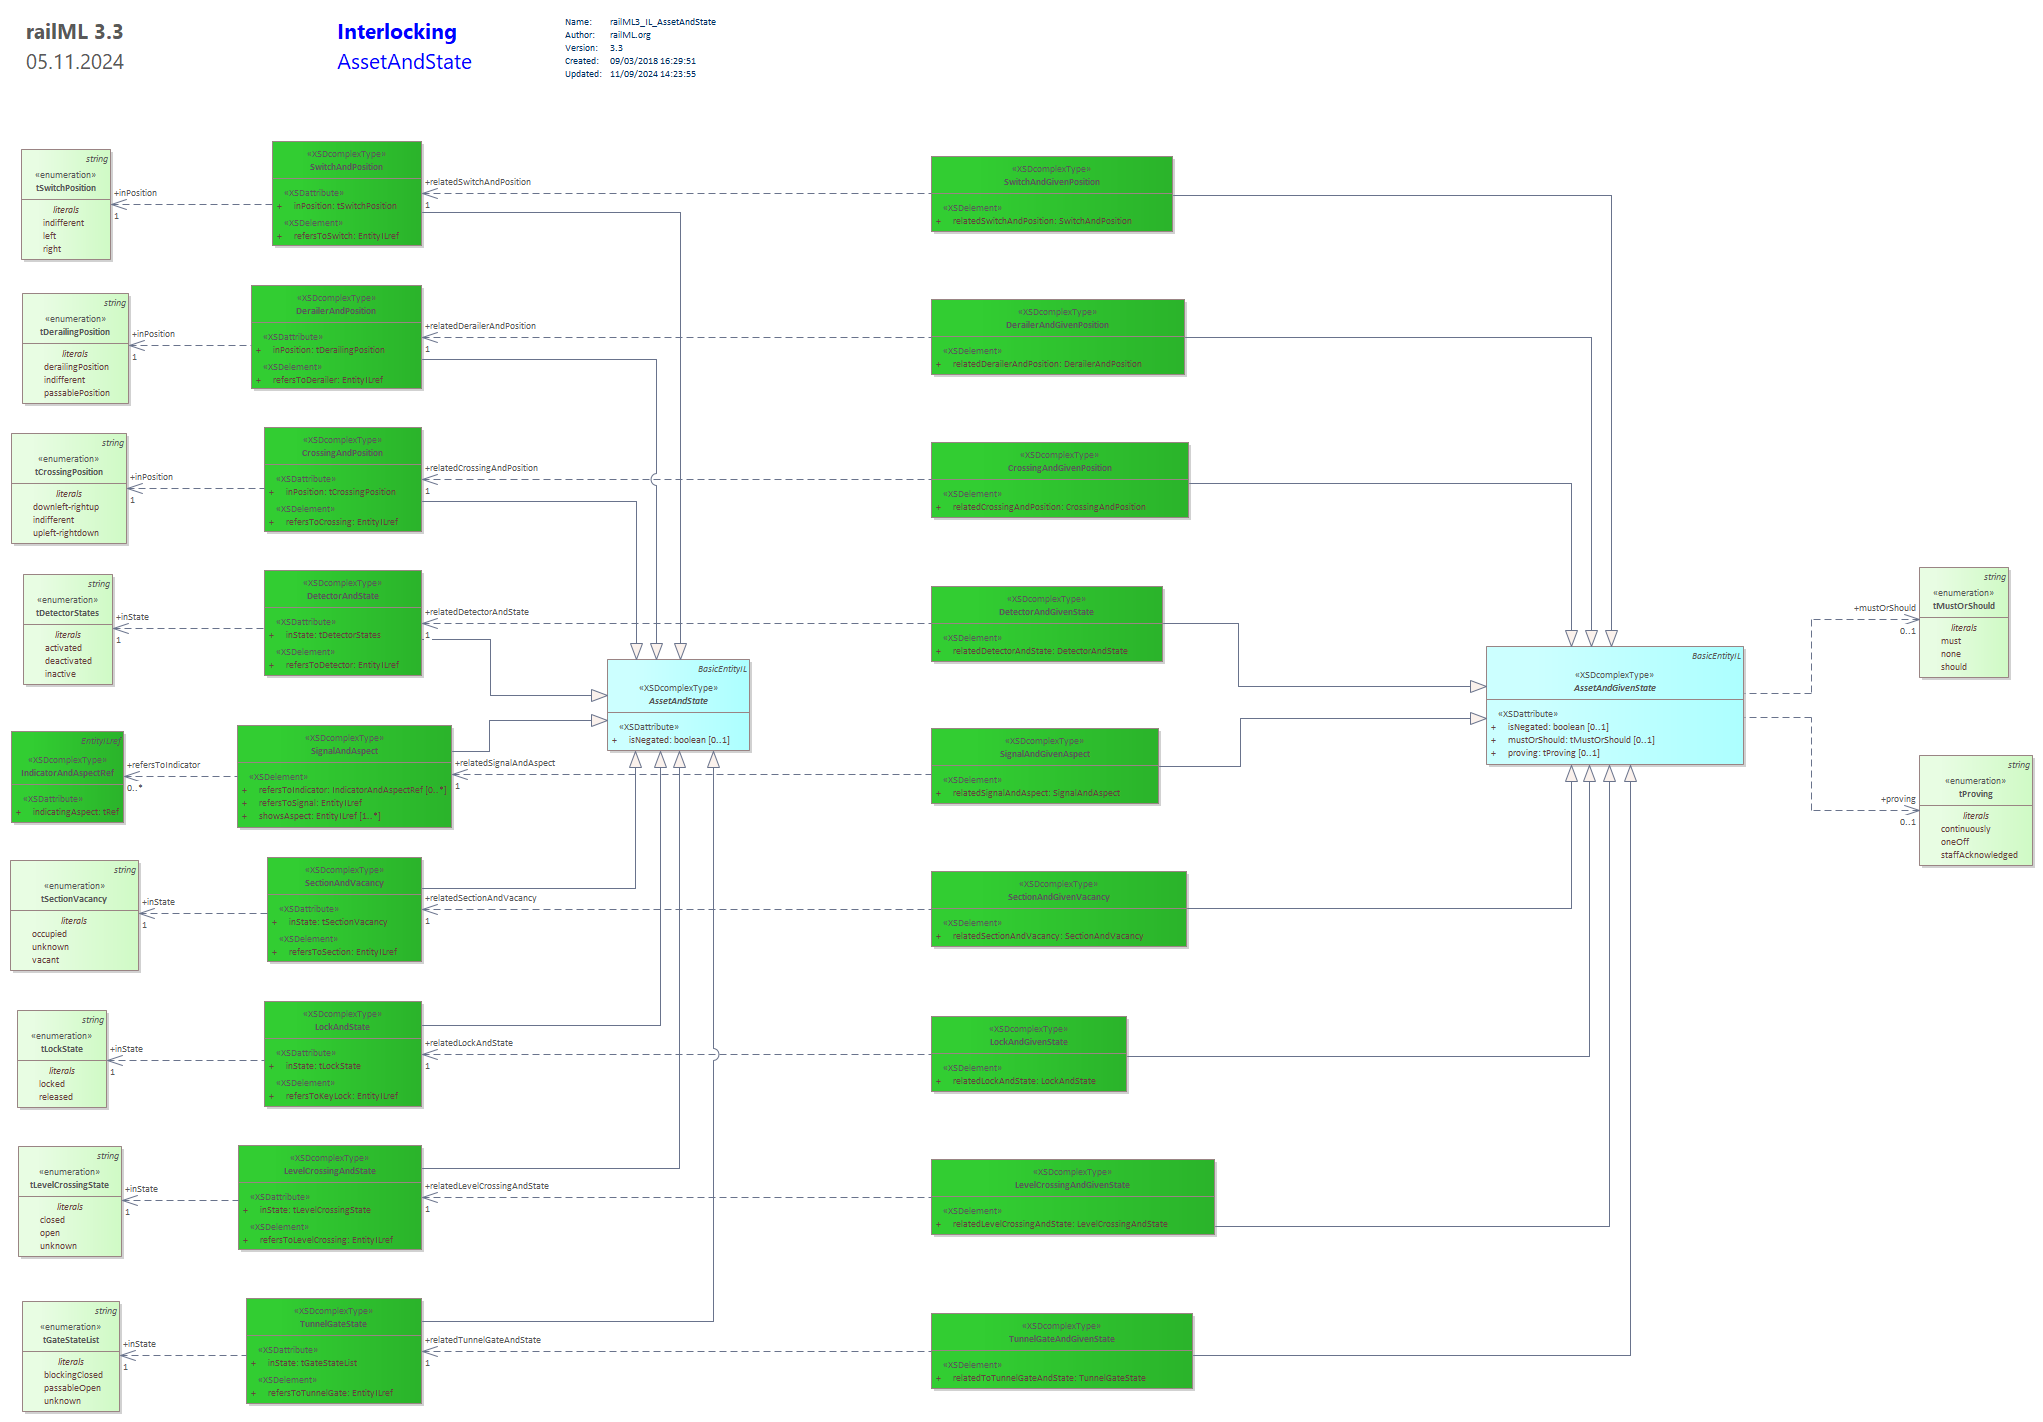 railML 3.3
05.11.2024
Interlocking
AssetAndState
Name: railML3_IL_AssetAndState
Author: railML.org
Version: 3.3
Created: 09/03/2018 16:29:51
Updated: 11/09/2024 14:23:55
string
«enumeration»
tSwitchPosition
literals
indifferent
left
right
+inPosition
1
«XSDcomplexType»
SwitchAndPosition
«XSDattribute»
+ inPosition: tSwitchPosition
«XSDelement»
+ refersToSwitch: EntityILref
+relatedSwitchAndPosition
1
«XSDcomplexType»
SwitchAndGivenPosition
«XSDelement»
+ relatedSwitchAndPosition: SwitchAndPosition
string
«enumeration»
tDerailingPosition
literals
derailingPosition
indifferent
passablePosition
+inPosition
1
«XSDcomplexType»
DerailerAndPosition
«XSDattribute»
+ inPosition: tDerailingPosition
«XSDelement»
+ refersToDerailer: EntityILref
+relatedDerailerAndPosition
1
«XSDcomplexType»
DerailerAndGivenPosition
«XSDelement»
+ relatedDerailerAndPosition: DerailerAndPosition
string
«enumeration»
tCrossingPosition
literals
downleft-rightup
indifferent
upleft-rightdown
+inPosition
1
«XSDcomplexType»
CrossingAndPosition
«XSDattribute»
+ inPosition: tCrossingPosition
«XSDelement»
+ refersToCrossing: EntityILref
+relatedCrossingAndPosition
1
«XSDcomplexType»
CrossingAndGivenPosition
«XSDelement»
+ relatedCrossingAndPosition: CrossingAndPosition
string
«enumeration»
tDetectorStates
literals
activated
deactivated
inactive
+inState
1
«XSDcomplexType»
DetectorAndState
«XSDattribute»
+ inState: tDetectorStates
«XSDelement»
+ refersToDetector: EntityILref
+relatedDetectorAndState
1
«XSDcomplexType»
DetectorAndGivenState
«XSDelement»
+ relatedDetectorAndState: DetectorAndState
BasicEntityIL
«XSDcomplexType»
AssetAndState
«XSDattribute»
+ isNegated: boolean [0..1]
BasicEntityIL
«XSDcomplexType»
AssetAndGivenState
«XSDattribute»
+ isNegated: boolean [0..1]
+ mustOrShould: tMustOrShould [0..1]
+ proving: tProving [0..1]
+mustOrShould
0..1
string
«enumeration»
tMustOrShould
literals
must
none
should
+proving
0..1
string
«enumeration»
tProving
literals
continuously
oneOff
staffAcknowledged
EntityILref
«XSDcomplexType»
IndicatorAndAspectRef
«XSDattribute»
+ indicatingAspect: tRef
+refersToIndicator
0..*
«XSDcomplexType»
SignalAndAspect
«XSDelement»
+ refersToIndicator: IndicatorAndAspectRef [0..*]
+ refersToSignal: EntityILref
+ showsAspect: EntityILref [1..*]
+relatedSignalAndAspect
1
«XSDcomplexType»
SignalAndGivenAspect
«XSDelement»
+ relatedSignalAndAspect: SignalAndAspect
string
«enumeration»
tSectionVacancy
literals
occupied
unknown
vacant
+inState
1
«XSDcomplexType»
SectionAndVacancy
«XSDattribute»
+ inState: tSectionVacancy
«XSDelement»
+ refersToSection: EntityILref
+relatedSectionAndVacancy
1
«XSDcomplexType»
SectionAndGivenVacancy
«XSDelement»
+ relatedSectionAndVacancy: SectionAndVacancy
string
«enumeration»
tLockState
literals
locked
released
+inState
1
«XSDcomplexType»
LockAndState
«XSDattribute»
+ inState: tLockState
«XSDelement»
+ refersToKeyLock: EntityILref
+relatedLockAndState
1
«XSDcomplexType»
LockAndGivenState
«XSDelement»
+ relatedLockAndState: LockAndState
string
«enumeration»
tLevelCrossingState
literals
closed
open
unknown
+inState
1
«XSDcomplexType»
LevelCrossingAndState
«XSDattribute»
+ inState: tLevelCrossingState
«XSDelement»
+ refersToLevelCrossing: EntityILref
+relatedLevelCrossingAndState
1
«XSDcomplexType»
LevelCrossingAndGivenState
«XSDelement»
+ relatedLevelCrossingAndState: LevelCrossingAndState
string
«enumeration»
tGateStateList
literals
blockingClosed
passableOpen
unknown
+inState
1
«XSDcomplexType»
TunnelGateState
«XSDattribute»
+ inState: tGateStateList
«XSDelement»
+ refersToTunnelGate: EntityILref
+relatedTunnelGateAndState
1
«XSDcomplexType»
TunnelGateAndGivenState
«XSDelement»
+ relatedToTunnelGateAndState: TunnelGateState